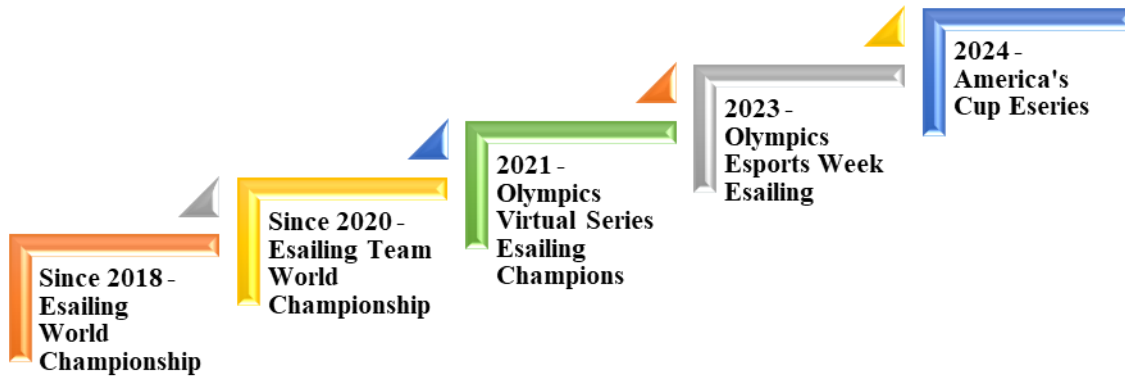 Since 2018 -
Esailing
World
Championship
Since 2020 -
Esailing Team
World
Championship
2021 -
Olympics
Virtual Series
Esailing
Champions
2023 -
Olympics
Esports Week
Esailing
2024 -
America's
Cup Eseries